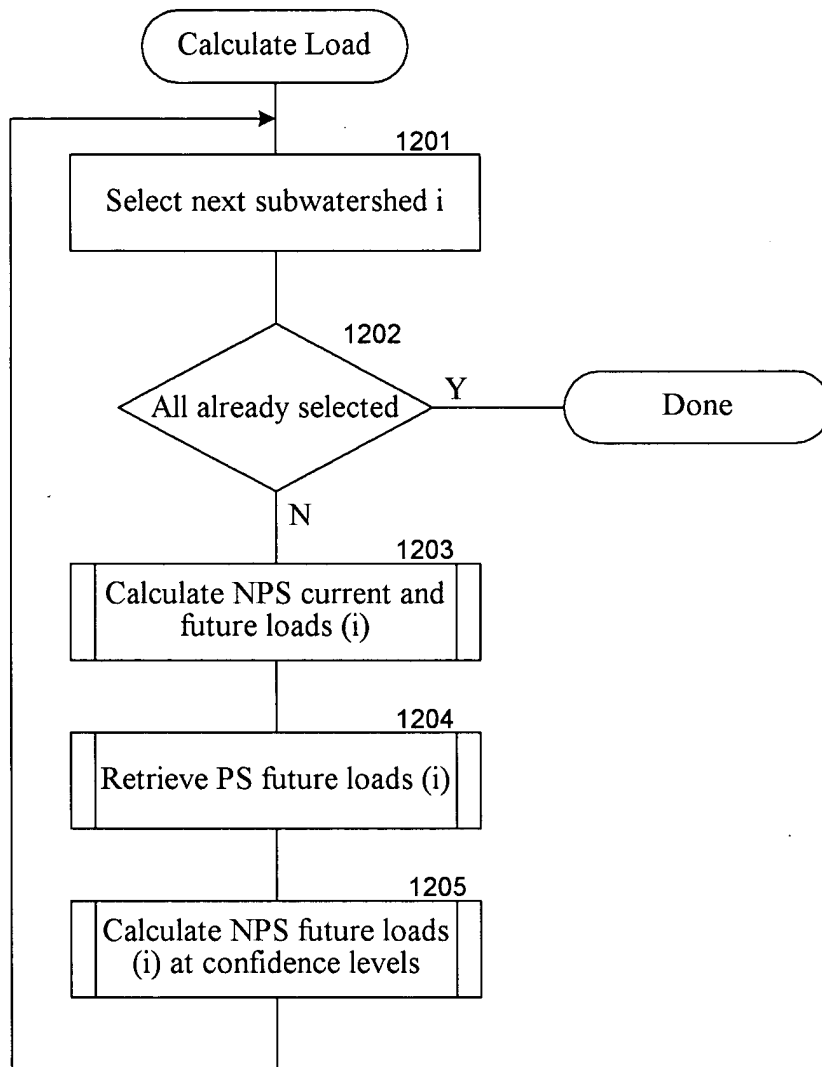 Calculate Load
1201
Select next subwatershed i
1202
All already selected
Y
Done
N
1203
Calculate NPS current and
future loads (i)
1204
Retrieve PS future loads (i)
1205
Calculate NPS future loads
(i) at confidence levels